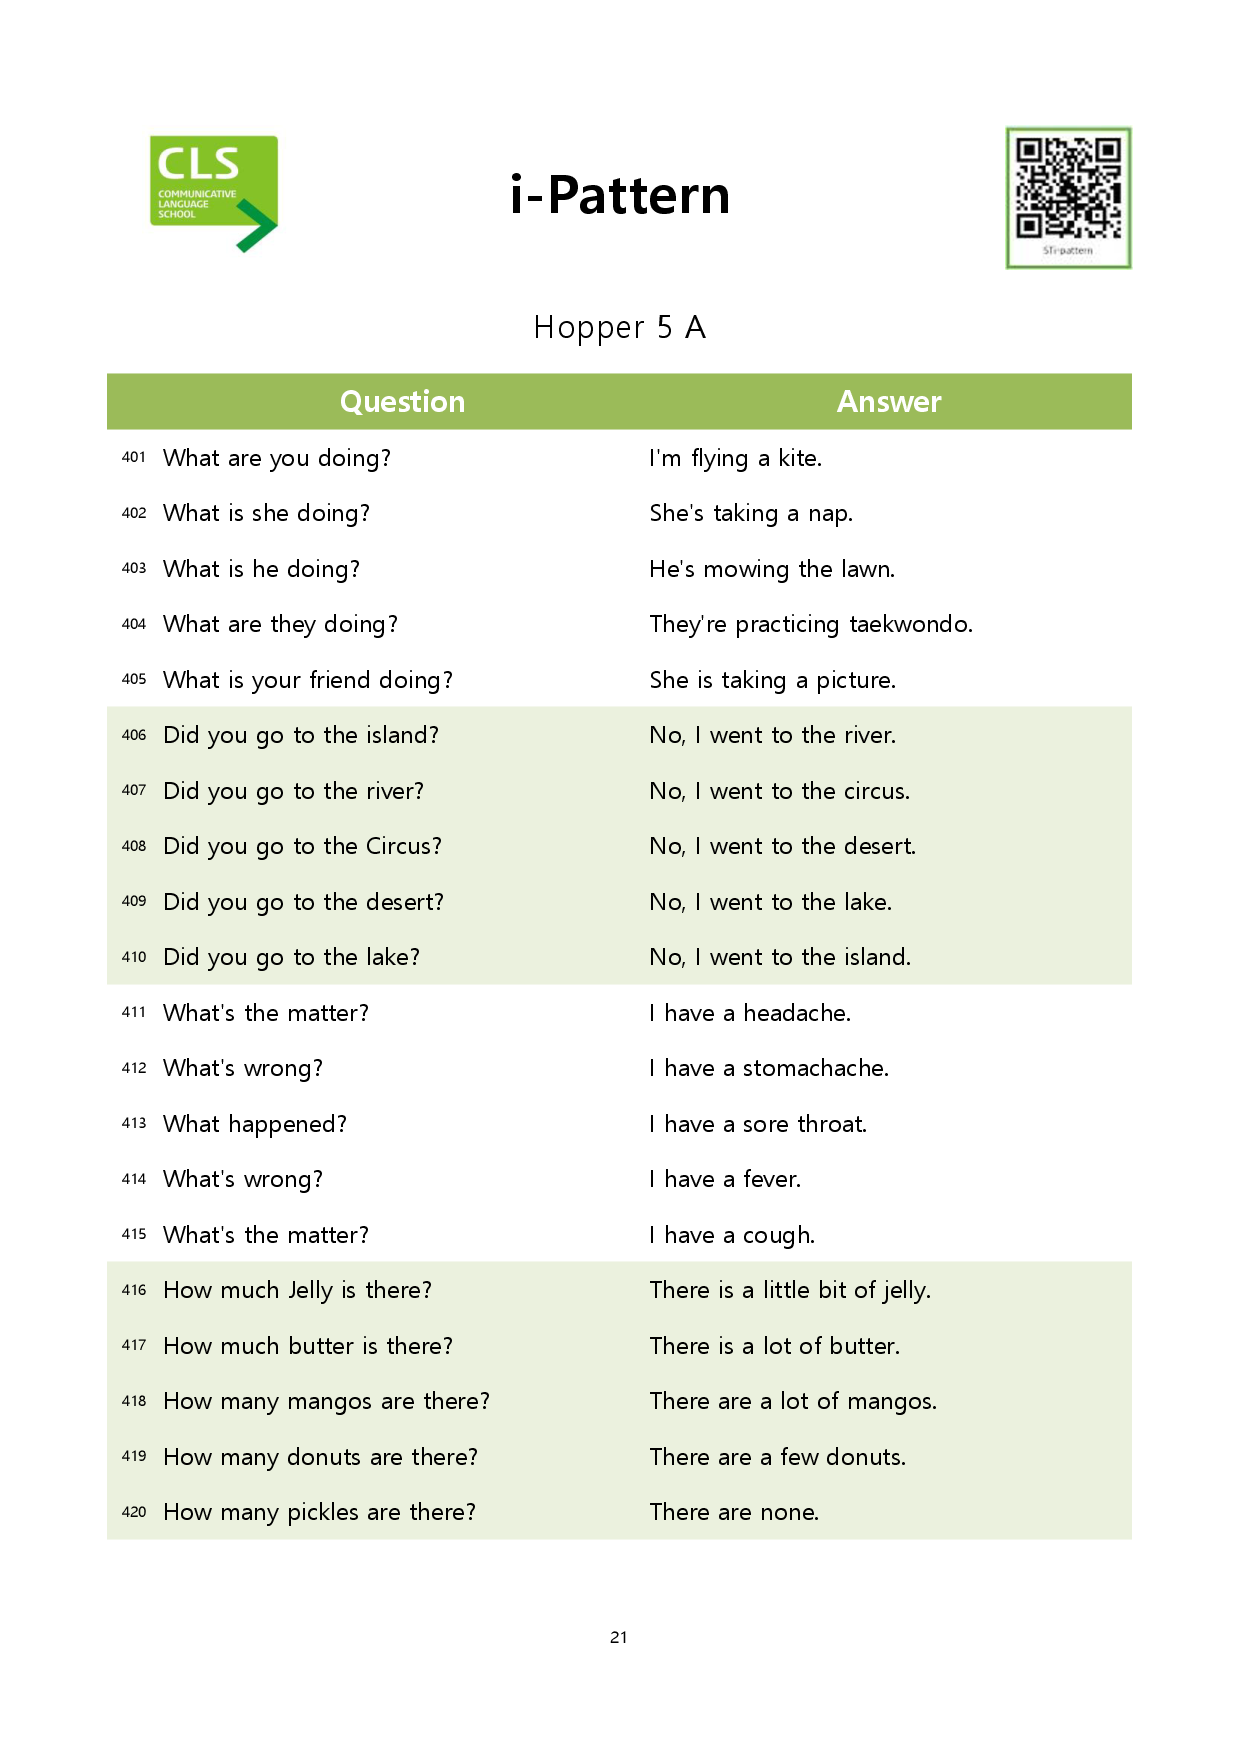 CLS
COMMUNICATIVE
LANGUAGE
SCHOOL
i-Pattern
STi-pattern
Hopper 5 A
Question Answer
401 What are you doing? I'm flying a kite.
402 What is she doing? She's taking a nap.
403 What is he doing? He's mowing the lawn.
404 What are they doing? They're practicing taekwondo.
405 What is your friend doing? She is taking a picture.
406 Did you go to the island? No, I went to the river.
407 Did you go to the river? No, I went to the circus.
408 Did you go to the Circus? No, I went to the desert.
409 Did you go to the desert? No, I went to the lake.
410 Did you go to the lake? No, I went to the island.
411 What's the matter? I have a headache.
412 What's wrong? I have a stomachache.
413 What happened? I have a sore throat.
414 What's wrong? I have a fever.
415 What's the matter? I have a cough.
416 How much Jelly is there? There is a little bit of jelly.
417 How much butter is there? There is a lot of butter.
418 How many mangos are there? There are a lot of mangos.
419 How many donuts are there? There are a few donuts.
420 How many pickles are there? There are none.
21